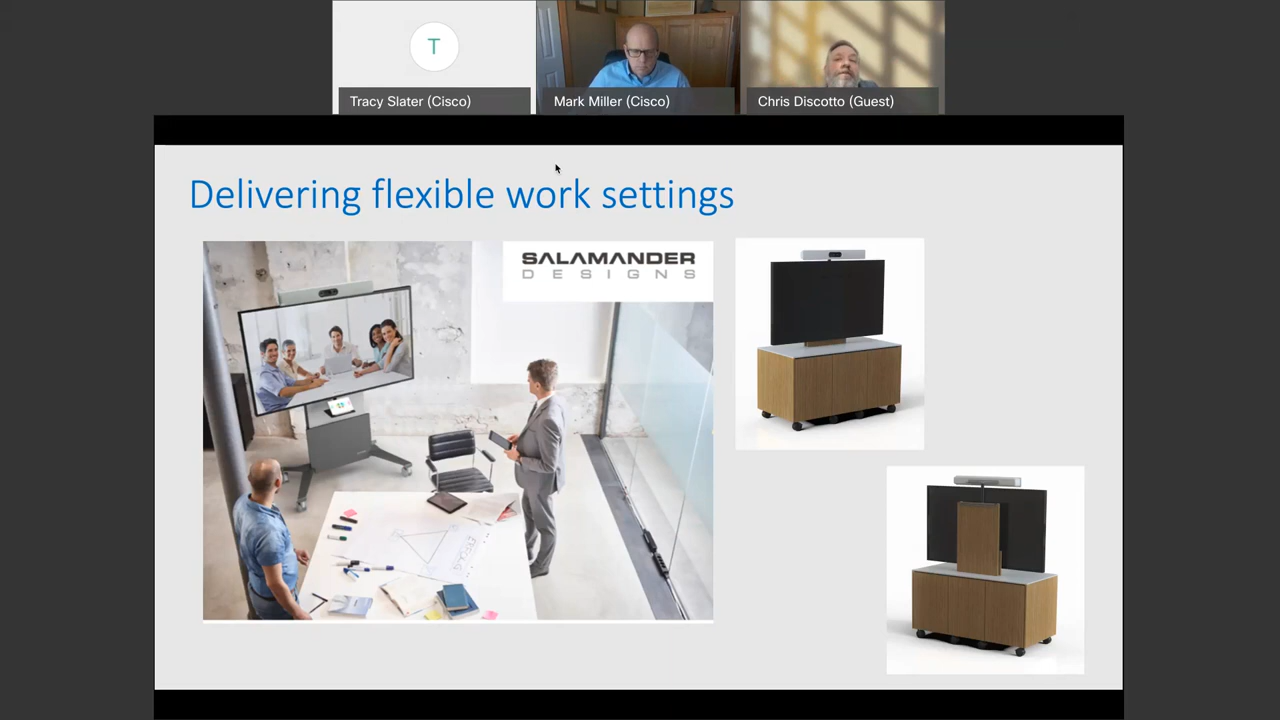 T
Tracy Slater (Cisco)
Mark Miller (Cisco)
Chris Discotto (Guest)
Delivering flexible work settings
SALAMANDER
DESIGNS